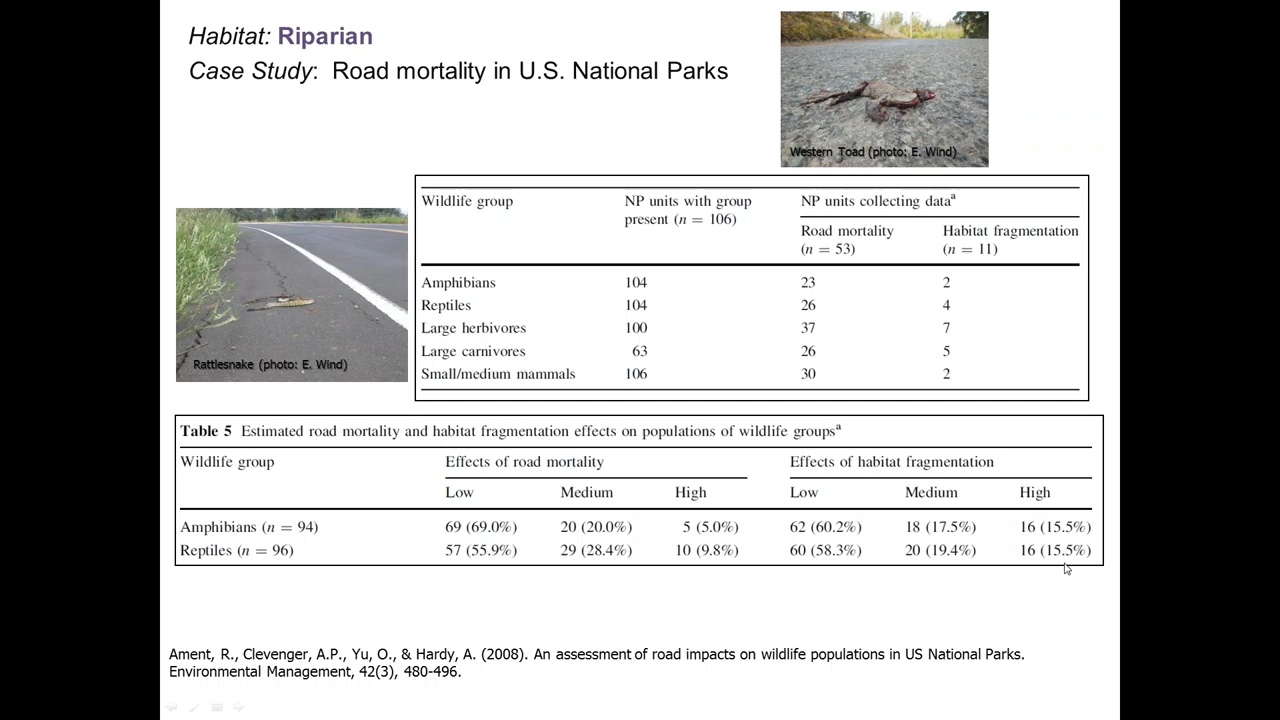 Habitat: Riparian
Case Study: Road mortality in U.S. National Parks
Western Toad (photo: E. Wind)
Rattlesnake (photo: E. Wind)
Wildlife group NP units with group present (n = 106) NP units collecting dataᵃ
Road mortality (n = 53) Habitat fragmentation (n = 11)
Amphibians 104 23 2
Reptiles 104 26 4
Large herbivores 100 37 7
Large carnivores 63 26 5
Small/medium mammals 106 30 2
Table 5 Estimated road mortality and habitat fragmentation effects on populations of wildlife groupsᵃ
Wildlife group Effects of road mortality Effects of habitat fragmentation
Low Medium High Low Medium High
Amphibians (n = 94) 69 (69.0%) 20 (20.0%) 5 (5.0%) 62 (60.2%) 18 (17.5%) 16 (15.5%)
Reptiles (n = 96) 57 (55.9%) 29 (28.4%) 10 (9.8%) 60 (58.3%) 20 (19.4%) 16 (15.5%)
Ament, R., Clevenger, A.P., Yu, O., & Hardy, A. (2008). An assessment of road impacts on wildlife populations in US National Parks.
Environmental Management, 42(3), 480-496.